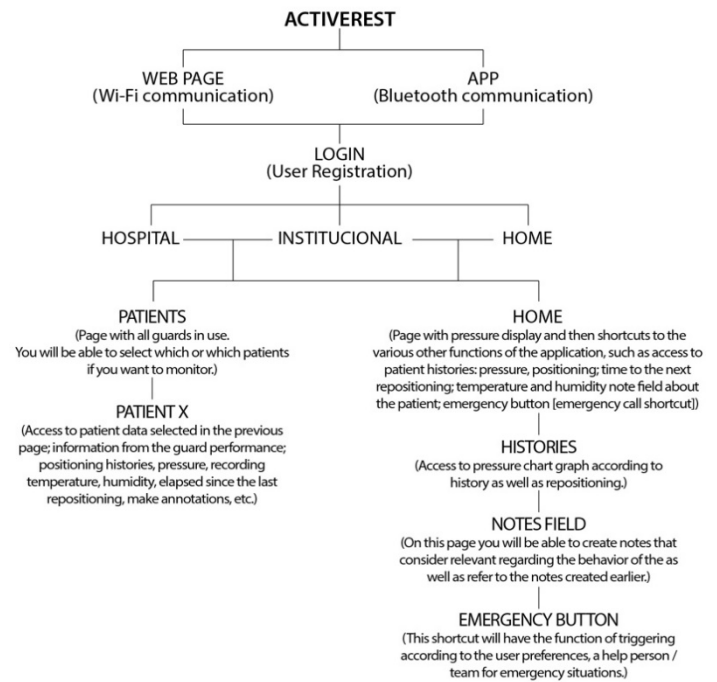 ACTIVEREST
WEB PAGE
(Wi-Fi communication)
APP
(Bluetooth communication)
LOGIN
(User Registration)
HOSPITAL
INSTITUCIONAL
HOME
PATIENTS
(Page with all guards in use.
You will be able to select which or which patients
if you want to monitor.)
PATIENT X
(Access to patient data selected in the previous
page; information from the guard performance;
positioning histories, pressure, recording
temperature, humidity, elapsed since the last
repositioning, make annotations, etc.)
HOME
(Page with pressure display and then shortcuts to the
various other functions of the application, such as access to
patient histories: pressure, positioning; time to the next
repositioning; temperature and humidity note field about
the patient; emergency button [emergency call shortcut])
HISTORIES
(Access to pressure chart graph according to
history as well as repositioning.)
NOTES FIELD
(On this page you will be able to create notes that
consider relevant regarding the behavior of the as
well as refer to the notes created earlier.)
EMERGENCY BUTTON
(This shortcut will have the function of triggering
according to the user preferences, a help person /
team for emergency situations.)